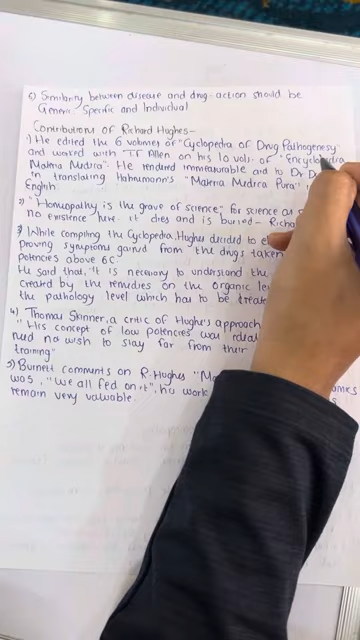 6) Similarity between disease and drug-action should be
Generic, Specific and Individual
Contributions of Richard Hughes-
1) He edited the 6 volumes of "Cyclopedia of Drug Pathogenesy
and worked with TF Allen on his 10 vols. of "Encyclopedia
Materia Medica". He rendered immeasurable aid to Dr D
in translating Hahnemann's "Materia Medica Pura"
English
2) "Homeopathy is the grave of science", for science as
no existence here. it dies and is buried -
3) While compiling the Cyclopedia, Hughes decided to
proving symptoms gained from the drugs taken
potencies above 6C
He said that, "It is necessary to understand the
created by the remedies on the organic
the pathology level which has to be
4) Thomas Skinner, a critic of Hughe's approach
"His concept of low potencies was
no wish to stay far from their
training"
5) Burnett comments on R. Hughes
was, "we all fed on it", his work
remain very valuable.